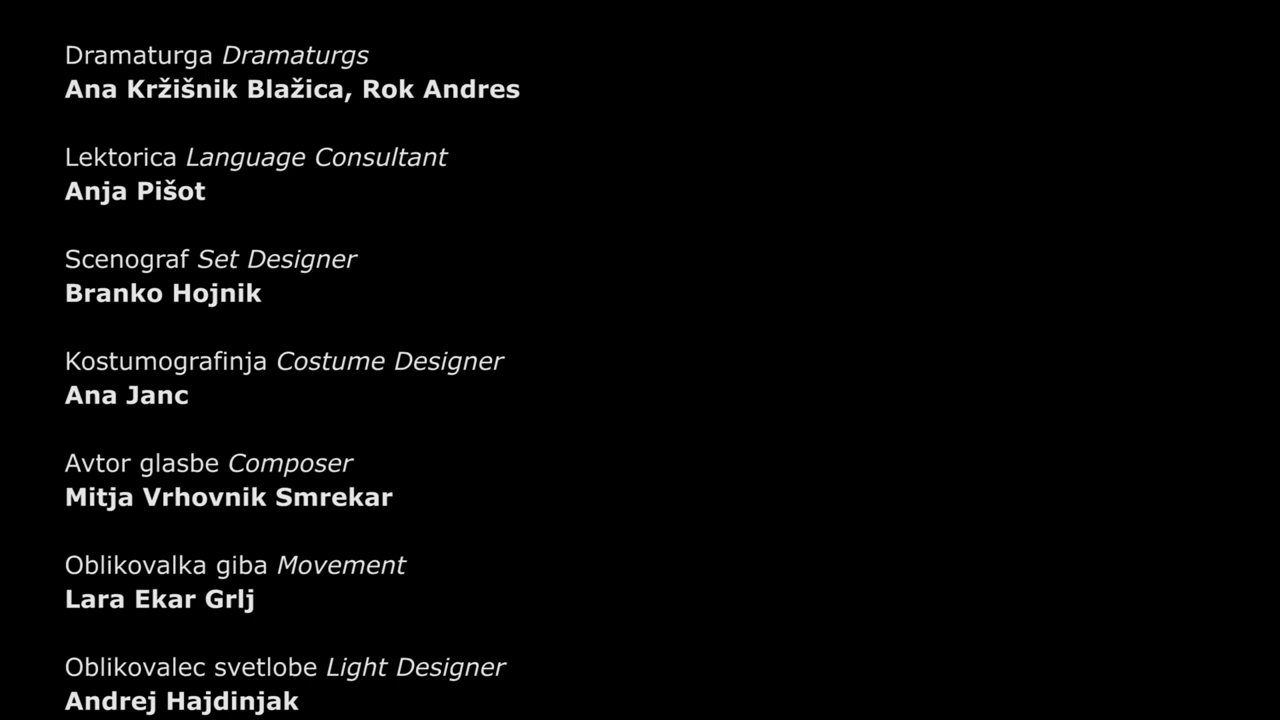 Dramaturga Dramaturgs
Ana Kržišnik Blažica, Rok Andres
Lektorica Language Consultant
Anja Pišot
Scenograf Set Designer
Branko Hojnik
Kostumografinja Costume Designer
Ana Janc
Avtor glasbe Composer
Mitja Vrhovnik Smrekar
Oblikovalka giba Movement
Lara Ekar Grlj
Oblikovalec svetlobe Light Designer
Andrej Hajdinjak